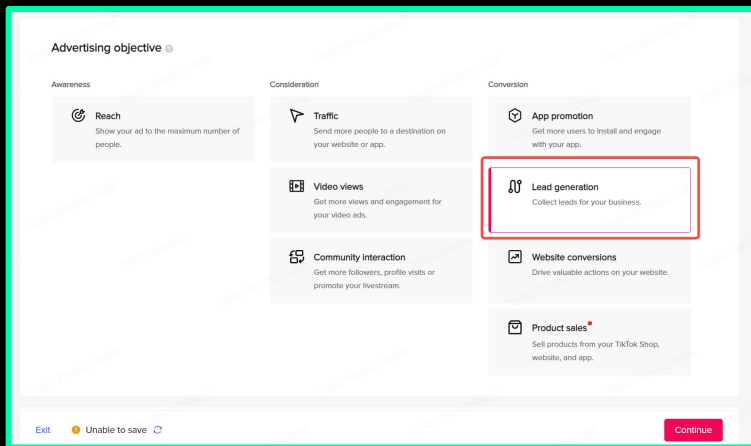 Advertising objective
Awareness
Consideration
Conversion
Reach
Show your ad to the maximum number of
people.
Traffic
Send more people to a destination on
your website or app.
App promotion
Get more users to install and engage
with your app.
Video views
Get more views and engagement for
your video ads.
Lead generation
Collect leads for your business.
Community interaction
Get more followers, profile visits or
promote your livestream.
Website conversions
Drive valuable actions on your website.
Product sales
Sell products from your TikTok Shop,
website, and app.
Exit
Unable to save
Continue